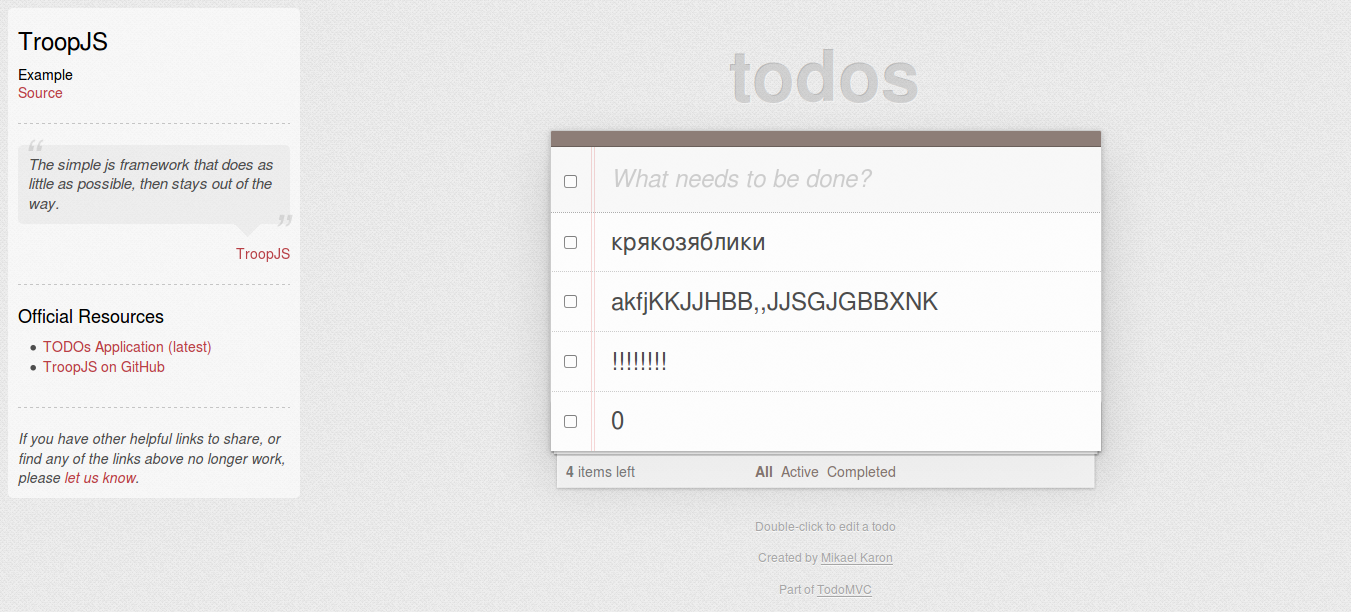 TroopJS
Example
Source
“
The simple js framework that does as
little as possible, then stays out of the
way.
”
TroopJS
Official Resources
• TODOs Application (latest)
• TroopJS on GitHub
If you have other helpful links to share, or
find any of the links above no longer work,
please let us know.
todos
What needs to be done?
крякозяблики
akfjKKJJHBB,,JJSGJGBBXNK
!!!!!!!!
0
4 items left All Active Completed
Double-click to edit a todo
Created by Mikael Karon
Part of TodoMVC